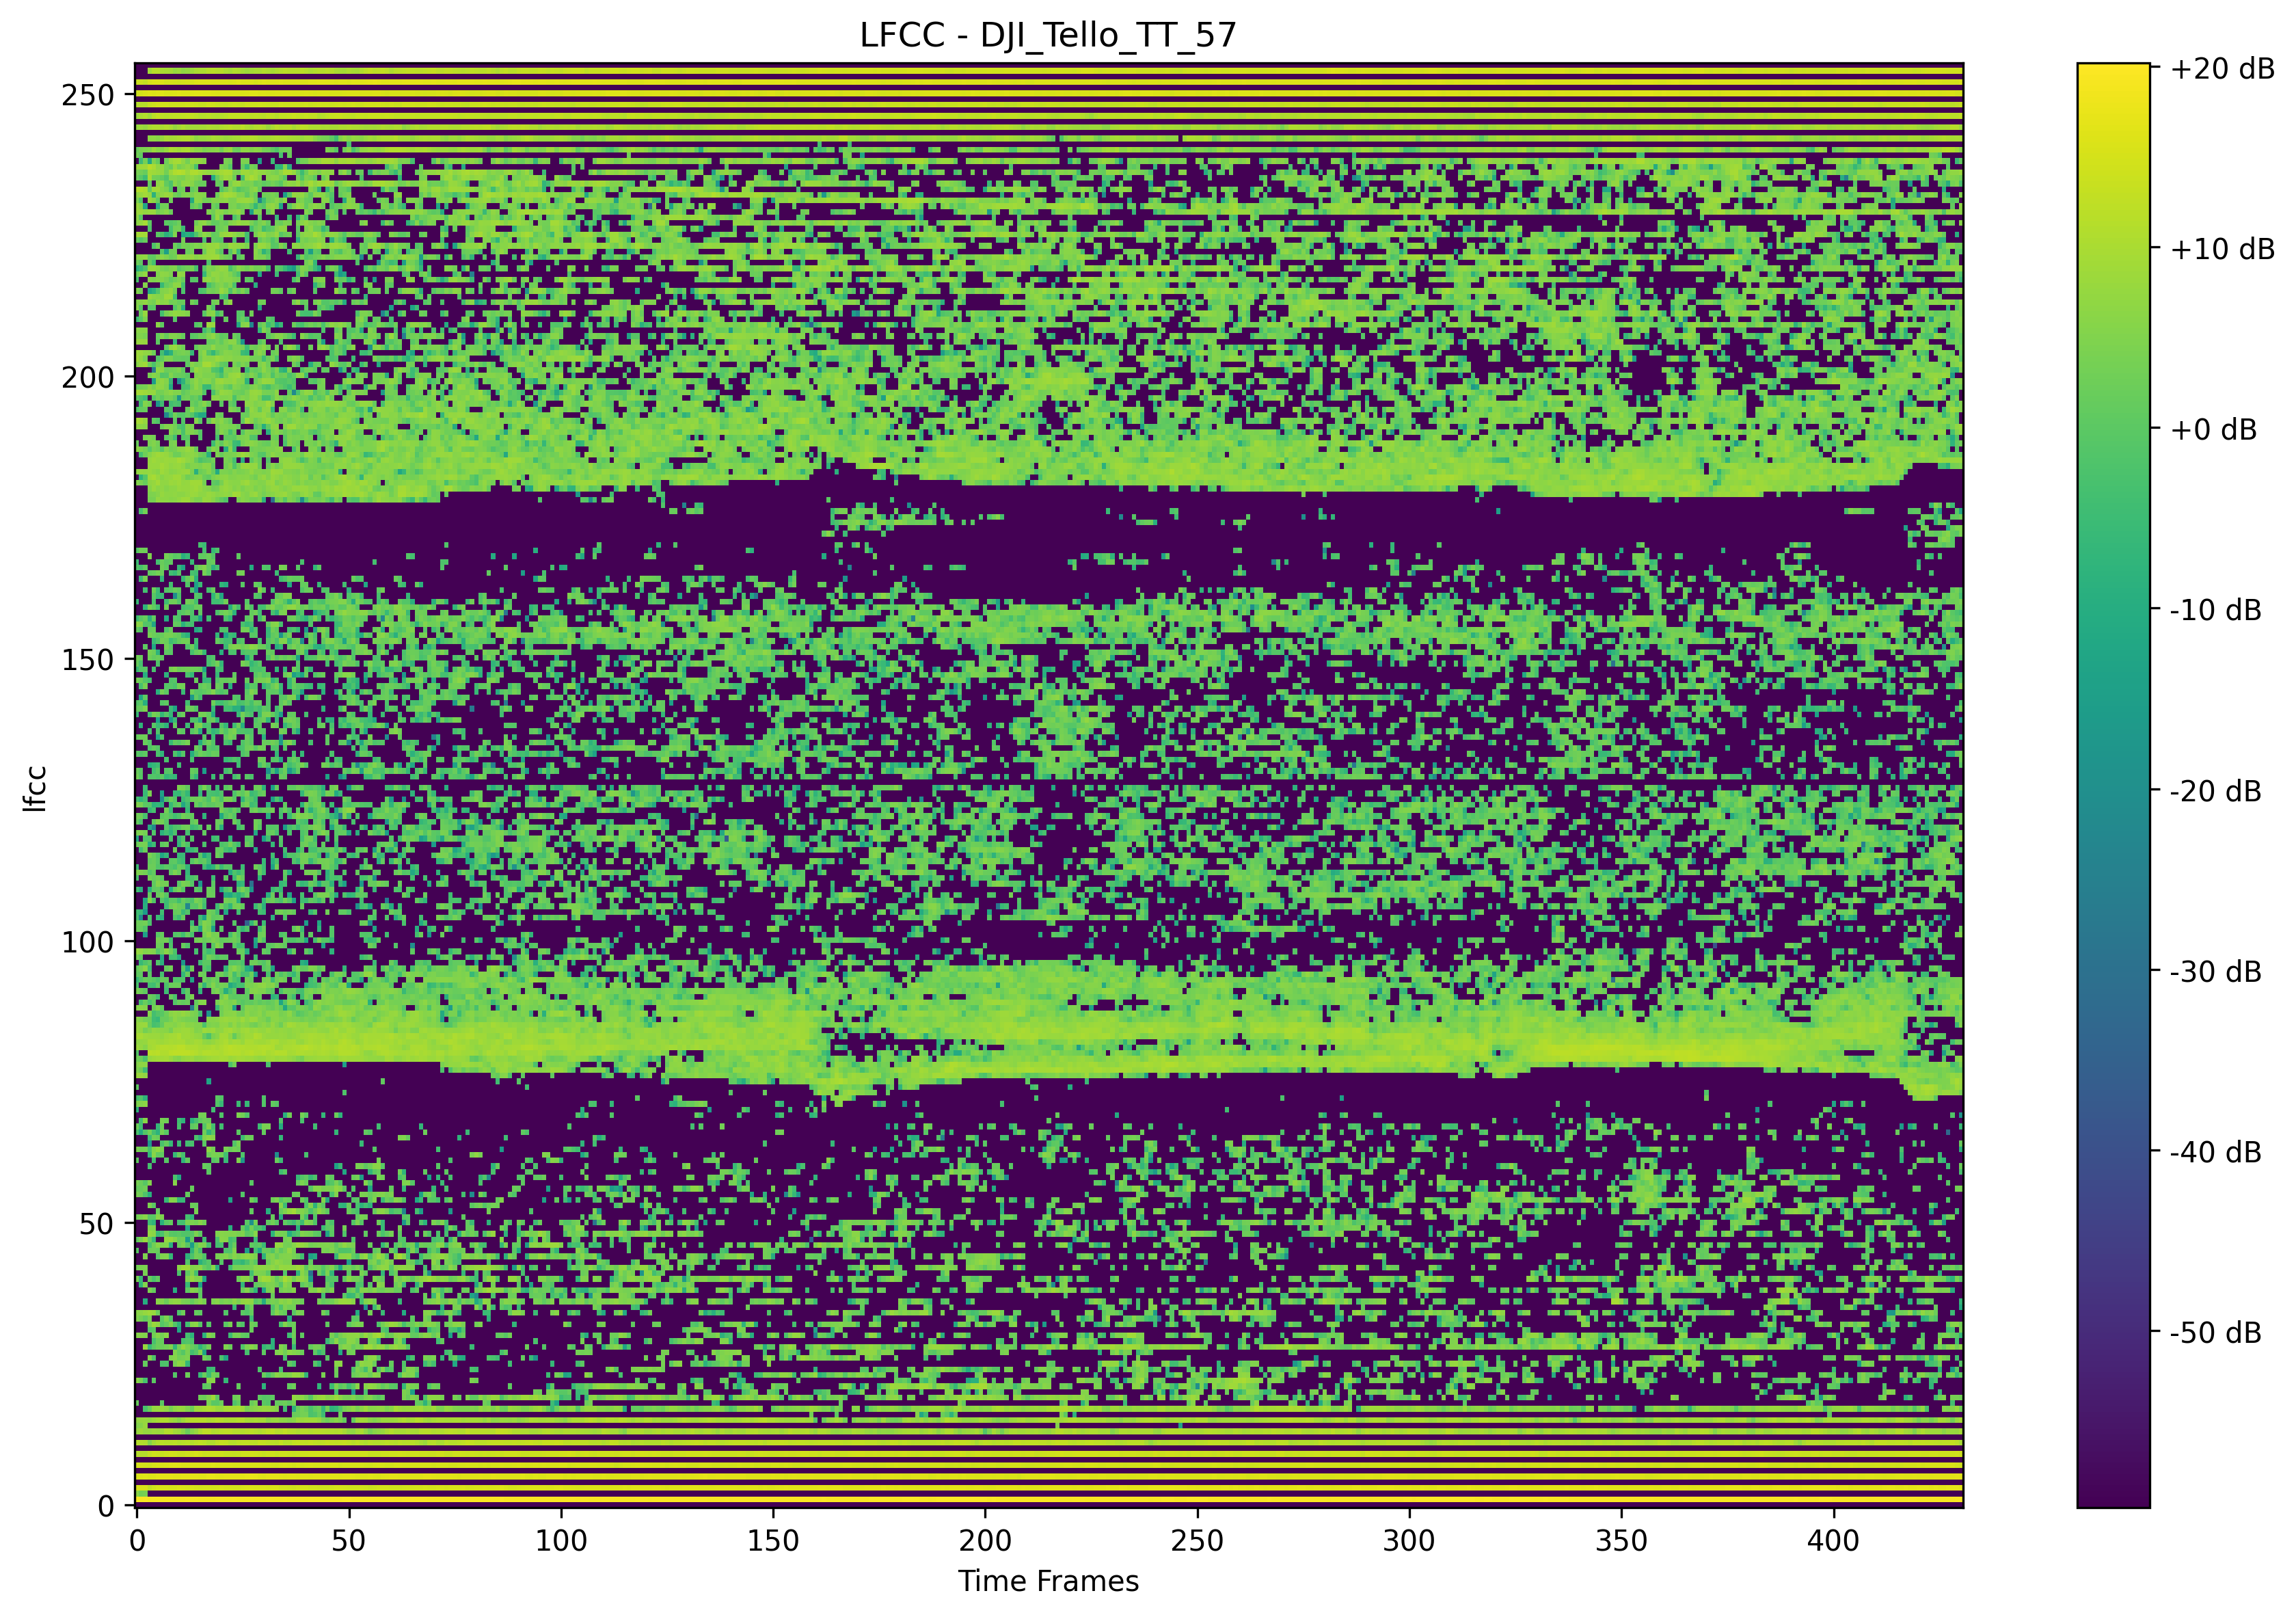 LFCC - DJI_Tello_TT_57
250
200
150
100
50
0
lfcc
0 50 100 150 200 250 300 350 400
Time Frames
+20 dB
+10 dB
+0 dB
-10 dB
-20 dB
-30 dB
-40 dB
-50 dB